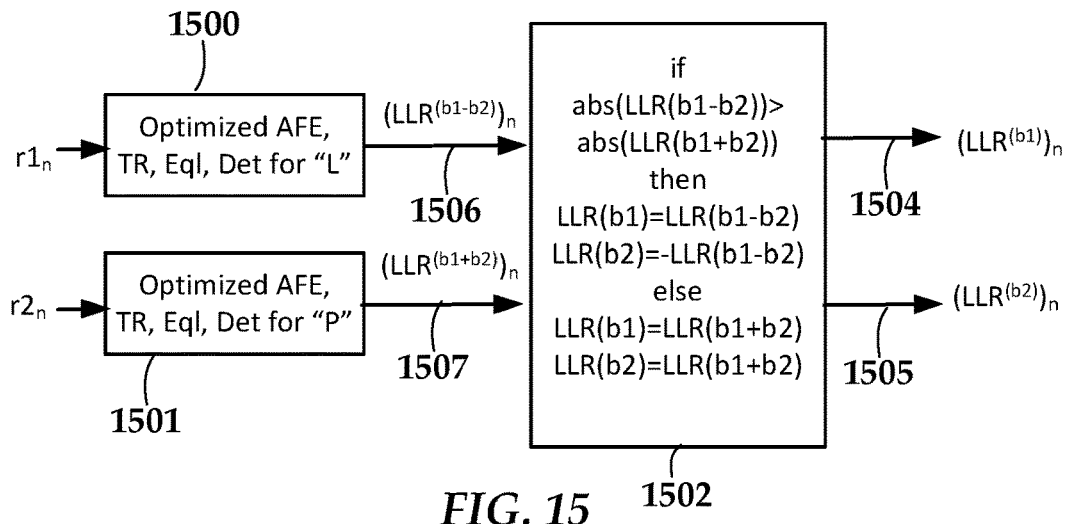 1500
r1ₙ
Optimized AFE,
TR, Eql, Det for “L”
(LLR⁽ᵇ¹⁻ᵇ²⁾)ₙ
1506
r2ₙ
Optimized AFE,
TR, Eql, Det for “P”
1501
(LLR⁽ᵇ¹⁺ᵇ²⁾)ₙ
1507
if
abs(LLR(b1-b2))>
abs(LLR(b1+b2))
then
LLR(b1)=LLR(b1-b2)
LLR(b2)=-LLR(b1-b2)
else
LLR(b1)=LLR(b1+b2)
LLR(b2)=LLR(b1+b2)
1502
(LLR⁽ᵇ¹⁾)ₙ
1504
(LLR⁽ᵇ²⁾)ₙ
1505
FIG. 15